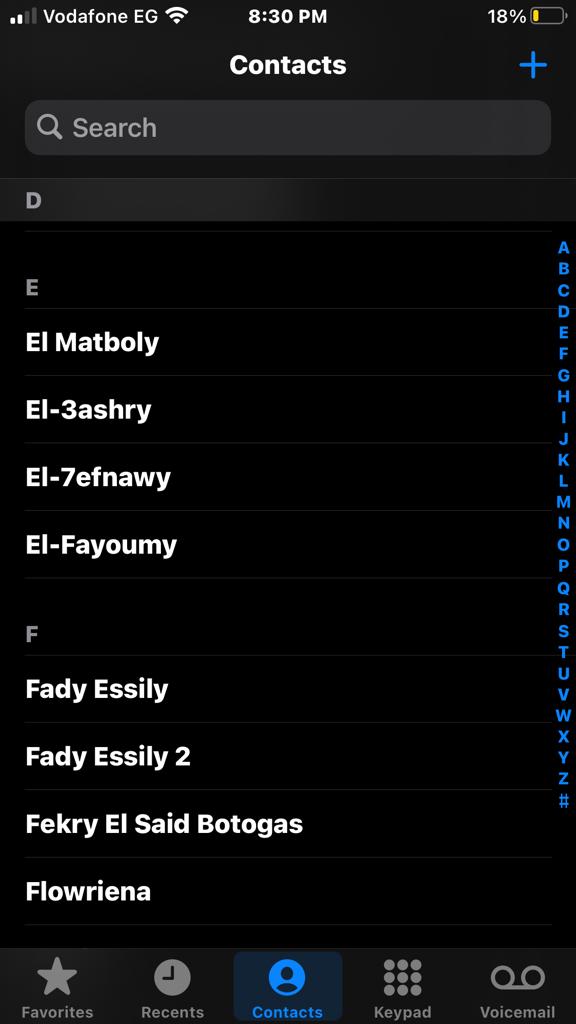 Vodafone EG 8:30 PM 18%
Contacts
Search
D
E
El Matboly
El-3ashry
El-7efnawy
El-Fayoumy
F
Fady Essily
Fady Essily 2
Fekry El Said Botogas
Flowriena
A
B
C
D
E
F
G
H
I
J
K
L
M
N
O
P
Q
R
S
T
U
V
W
X
Y
Z
#
Favorites Recents Contacts Keypad Voicemail